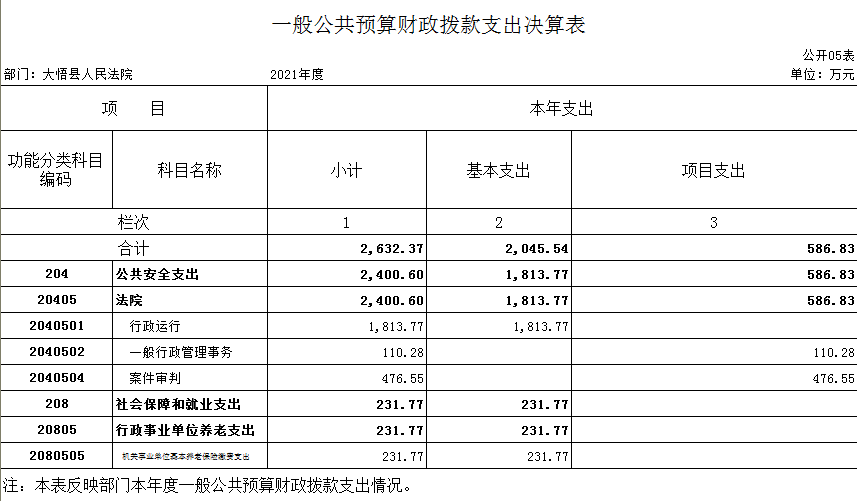 一般公共预算财政拨款支出决算表
公开05表
部门：大悟县人民法院 2021年度 单位：万元
项 目 本年支出
功能分类科目
编码 科目名称 小计 基本支出 项目支出
栏次 1 2 3
合计 2,632.37 2,045.54 586.83
204 公共安全支出 2,400.60 1,813.77 586.83
20405 法院 2,400.60 1,813.77 586.83
2040501 行政运行 1,813.77 1,813.77
2040502 一般行政管理事务 110.28 110.28
2040504 案件审判 476.55 476.55
208 社会保障和就业支出 231.77 231.77
20805 行政事业单位养老支出 231.77 231.77
2080505 机关事业单位基本养老保险缴费支出 231.77 231.77
注：本表反映部门本年度一般公共预算财政拨款支出情况。